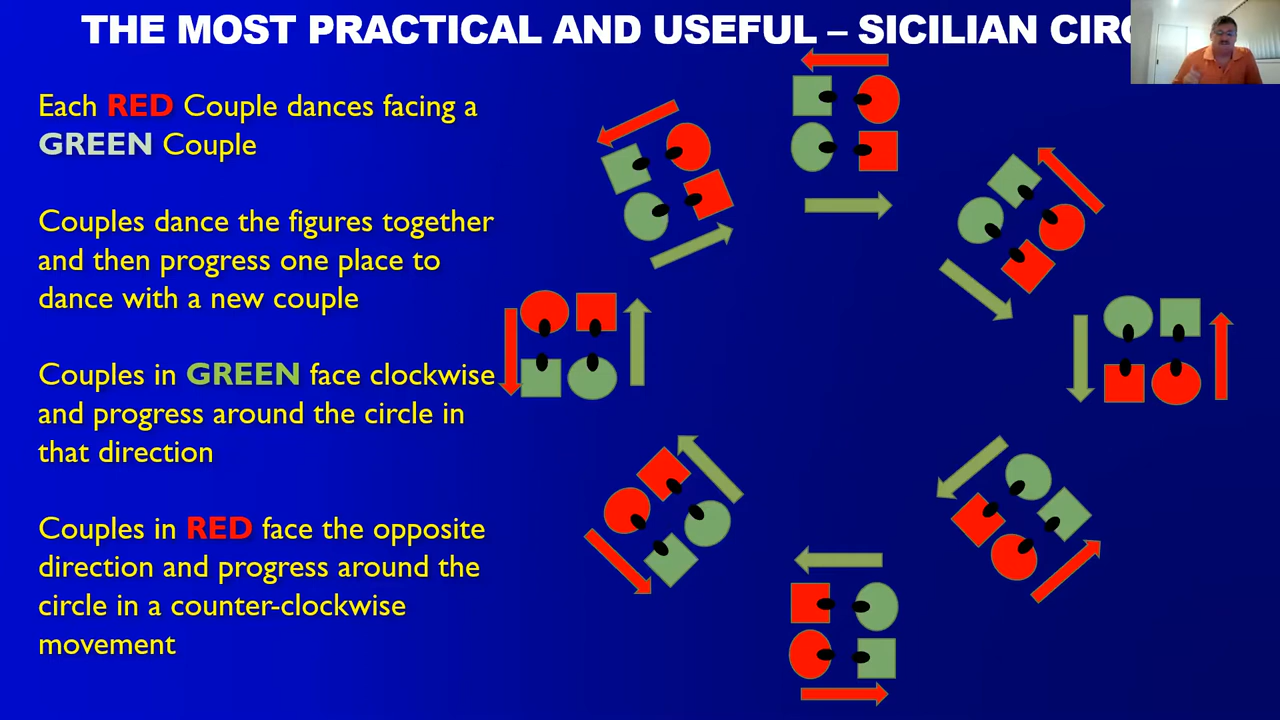 THE MOST PRACTICAL AND USEFUL – SICILIAN CIRC
Each RED Couple dances facing a
GREEN Couple
Couples dance the figures together
and then progress one place to
dance with a new couple
Couples in GREEN face clockwise
and progress around the circle in
that direction
Couples in RED face the opposite
direction and progress around the
circle in a counter-clockwise
movement